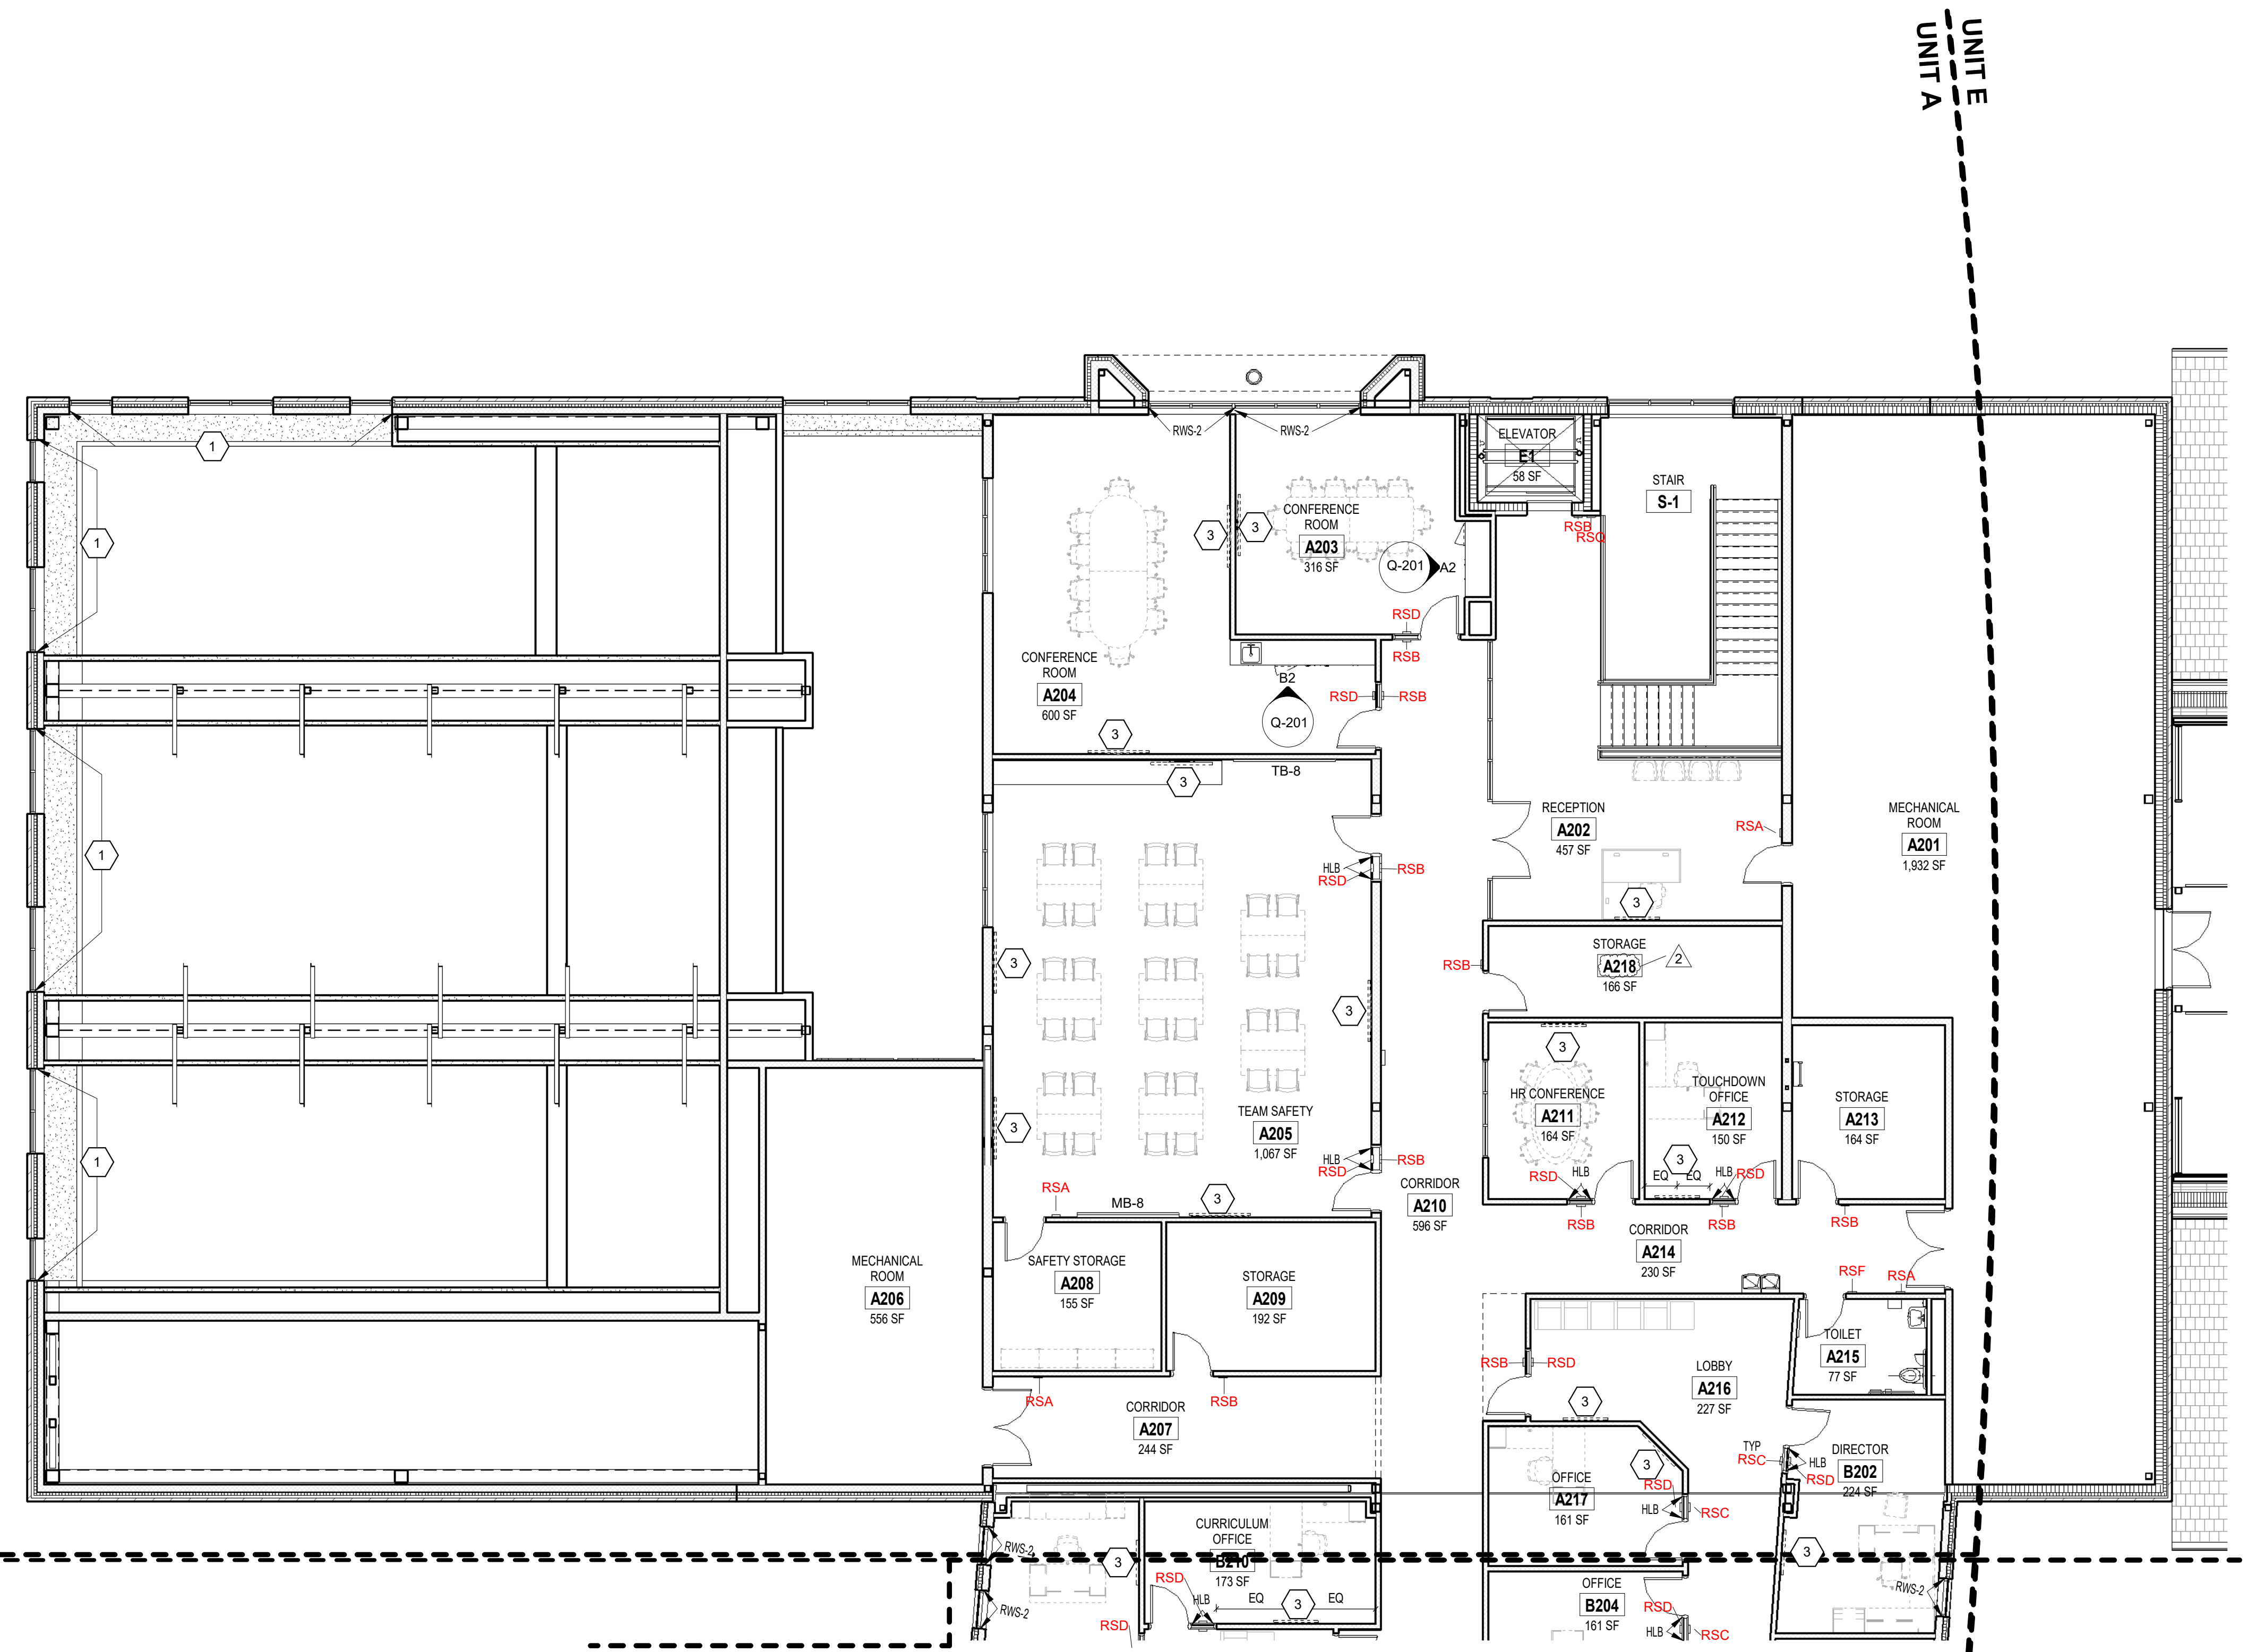 UNIT E
UNIT A
RWS-2
RWS-2
ELEVATOR
E1
58 SF
STAIR
S-1
1
1
3
3
CONFERENCE
ROOM
A203
316 SF
Q-201
A2
RSB
RSQ
RSD
RSB
CONFERENCE
ROOM
A204
600 SF
B2
Q-201
RSD
RSB
3
3
TB-8
RECEPTION
A202
457 SF
RSA
MECHANICAL
ROOM
A201
1,932 SF
1
HLB
RSD
RSB
3
STORAGE
A218
166 SF
2
RSB
3
3
3
3
HR CONFERENCE
A211
164 SF
TOUCHDOWN
OFFICE
A212
150 SF
STORAGE
A213
164 SF
TEAM SAFETY
A205
1,067 SF
1
HLB
RSD
RSB
3
EQ
EQ
RSD
HLB
HLB
RSD
RSA
MB-8
3
CORRIDOR
A210
596 SF
RSB
RSB
RSB
CORRIDOR
A214
230 SF
MECHANICAL
ROOM
A206
556 SF
SAFETY STORAGE
A208
155 SF
STORAGE
A209
192 SF
RSF
RSA
TOILET
A215
77 SF
RSB
RSD
LOBBY
A216
227 SF
RSA
RSB
3
CORRIDOR
A207
244 SF
TYP
RSC
HLB
RSD
DIRECTOR
B202
224 SF
3
OFFICE
A217
161 SF
RSD
HLB
RSC
CURRICULUM
OFFICE
B210
173 SF
RWS-2
3
RSD
HLB
EQ
3
EQ
RWS-2
RSD
OFFICE
B204
161 SF
RSD
HLB
RSC
3
RWS-2